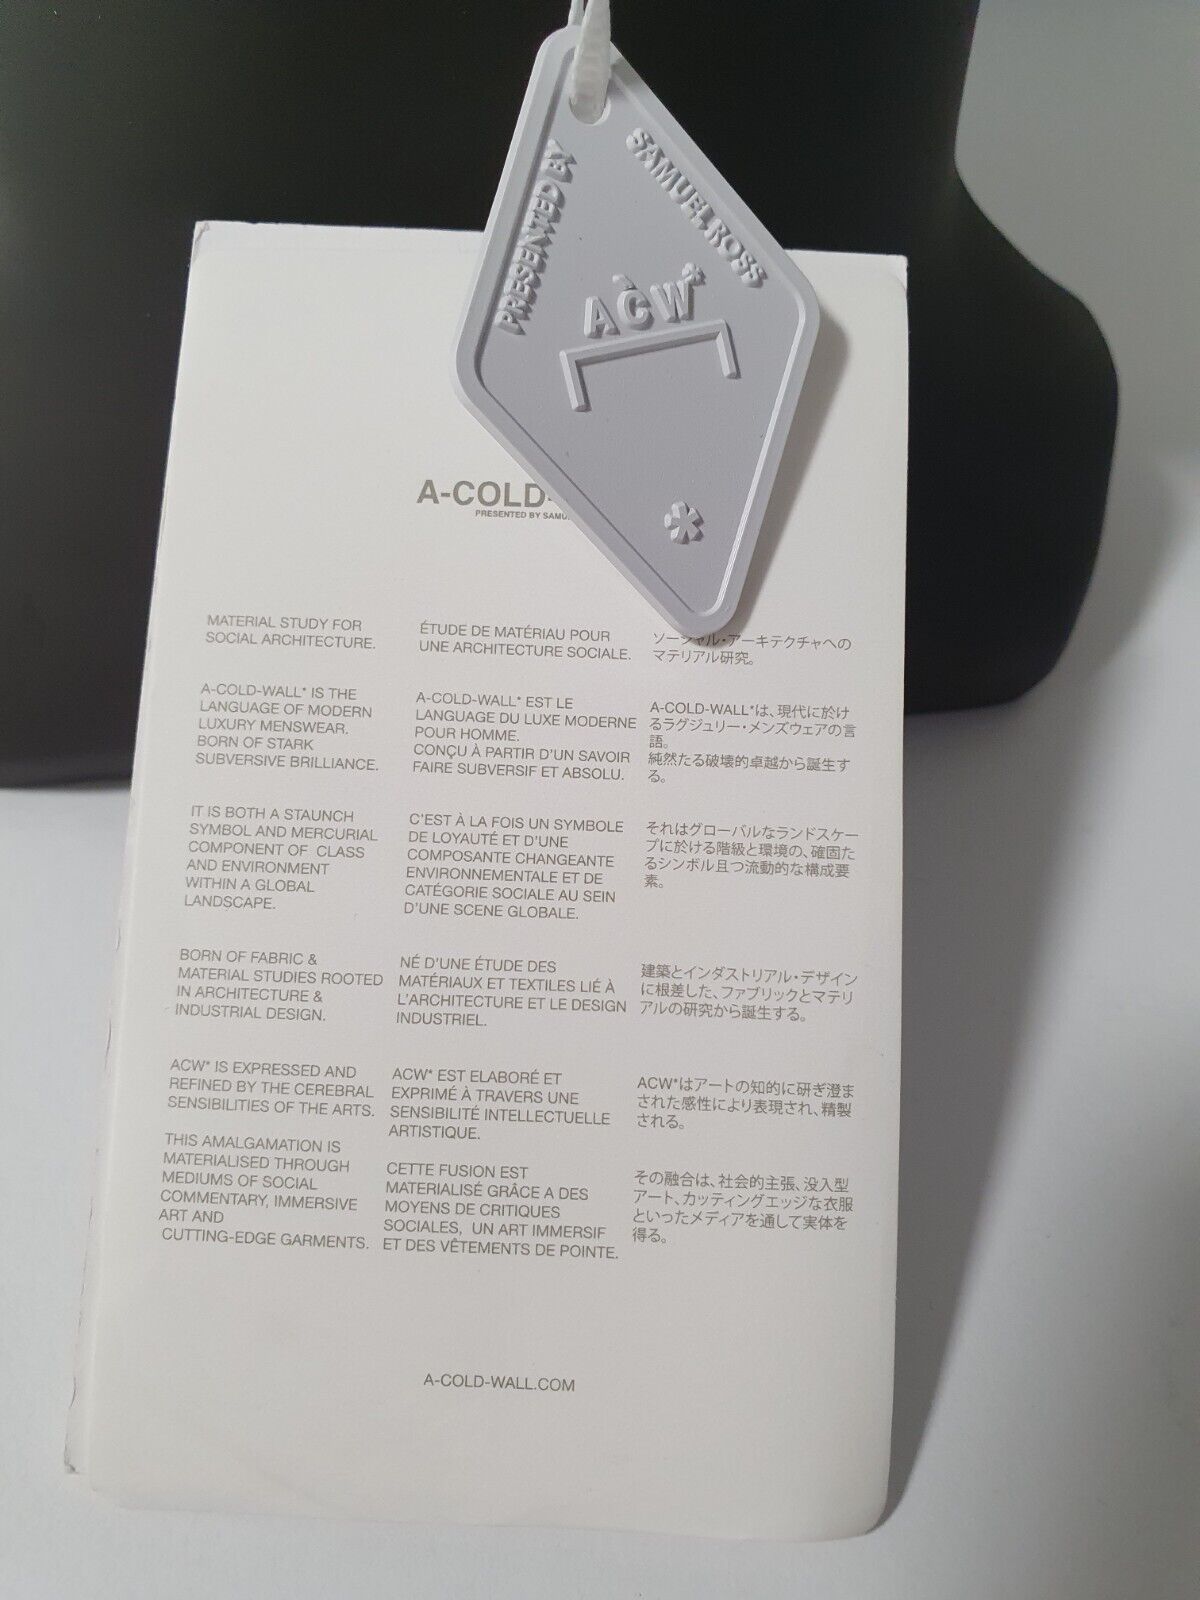 PRESENTED BY
SAMUEL ROSS
ACW*
*
A-COLD-
PRESENTED BY
MATERIAL STUDY FOR
SOCIAL ARCHITECTURE.
A-COLD-WALL* IS THE
LANGUAGE OF MODERN
LUXURY MENSWEAR.
BORN OF STARK
SUBVERSIVE BRILLIANCE.
IT IS BOTH A STAUNCH
SYMBOL AND MERCURIAL
COMPONENT OF CLASS
AND ENVIRONMENT
WITHIN A GLOBAL
LANDSCAPE.
BORN OF FABRIC &
MATERIAL STUDIES ROOTED
IN ARCHITECTURE &
INDUSTRIAL DESIGN.
ACW* IS EXPRESSED AND
REFINED BY THE CEREBRAL
SENSIBILITIES OF THE ARTS.
THIS AMALGAMATION IS
MATERIALISED THROUGH
MEDIUMS OF SOCIAL
COMMENTARY, IMMERSIVE
ART AND
CUTTING-EDGE GARMENTS.
ÉTUDE DE MATÉRIAU POUR
UNE ARCHITECTURE SOCIALE.
A-COLD-WALL* EST LE
LANGUAGE DU LUXE MODERNE
POUR HOMME.
CONÇU À PARTIR D'UN SAVOIR
FAIRE SUBVERSIF ET ABSOLU.
C'EST À LA FOIS UN SYMBOLE
DE LOYAUTÉ ET D'UNE
COMPOSANTE CHANGEANTE
ENVIRONNEMENTALE ET DE
CATÉGORIE SOCIALE AU SEIN
D'UNE SCENE GLOBALE.
NÉ D'UNE ÉTUDE DES
MATÉRIAUX ET TEXTILES LIÉ À
L'ARCHITECTURE ET LE DESIGN
INDUSTRIEL.
ACW* EST ELABORÉ ET
EXPRIMÉ À TRAVERS UNE
SENSIBILITÉ INTELLECTUELLE
ARTISTIQUE.
CETTE FUSION EST
MATERIALISÉ GRÂCE A DES
MOYENS DE CRITIQUES
SOCIALES, UN ART IMMERSIF
ET DES VÊTEMENTS DE POINTE.
ソーシャル・アーキテクチャへの
マテリアル研究。
A-COLD-WALL*は、現代に於け
るラグジュリー・メンズウェアの言
語。
純然たる破壊的卓越から誕生す
る。
それはグローバルなランドスケー
プに於ける階級と環境の、確固た
るシンボル且つ流動的な構成要
素。
建築とインダストリアル・デザイン
に根差した、ファブリックとマテリ
アルの研究から誕生する。
ACW*はアートの知的に研ぎ澄ま
された感性により表現され、精製
される。
その融合は、社会的主張、没入型
アート、カッティングエッジな衣服
といったメディアを通して実体を
得る。
A-COLD-WALL.COM